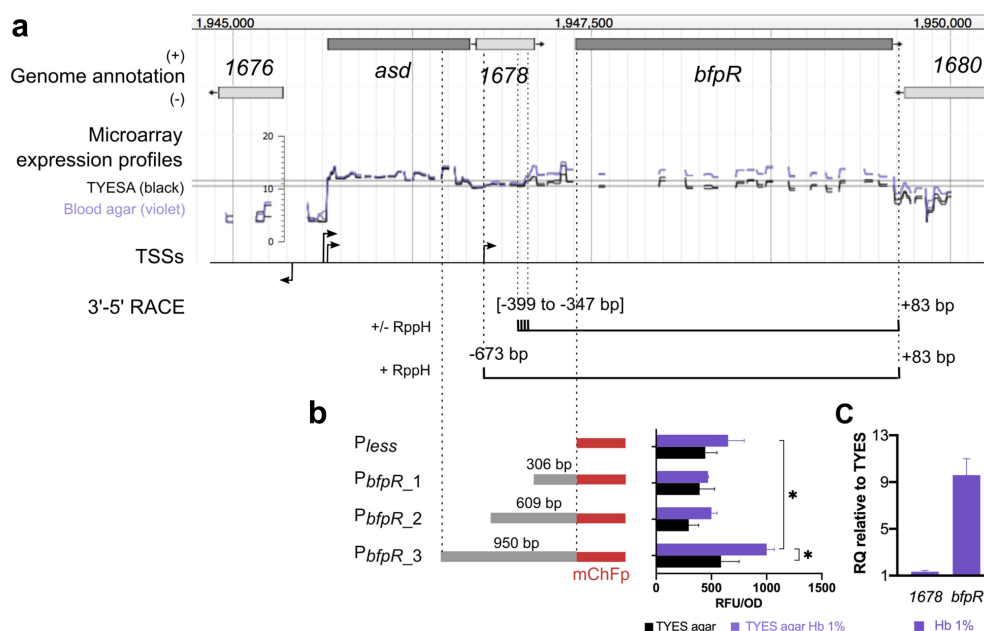 a
1,945,000 1,947,500 1,950,000
(+)
Genome annotation
(-)
1676 asd 1678 bfpR 1680
Microarray
expression profiles
TYESA (black)
Blood agar (violet)
20
10
0
TSSs
3'-5' RACE
[-399 to -347 bp] +83 bp
+/- RppH
-673 bp +83 bp
+ RppH
b
Pless
PbfpR_1 306 bp
PbfpR_2 609 bp
PbfpR_3 950 bp
mChFp
*
*
0 500 1000 1500
RFU/OD
TYES agar TYES agar Hb 1%
c
RQ relative to TYES
13
9
5
1
1678 bfpR
Hb 1%